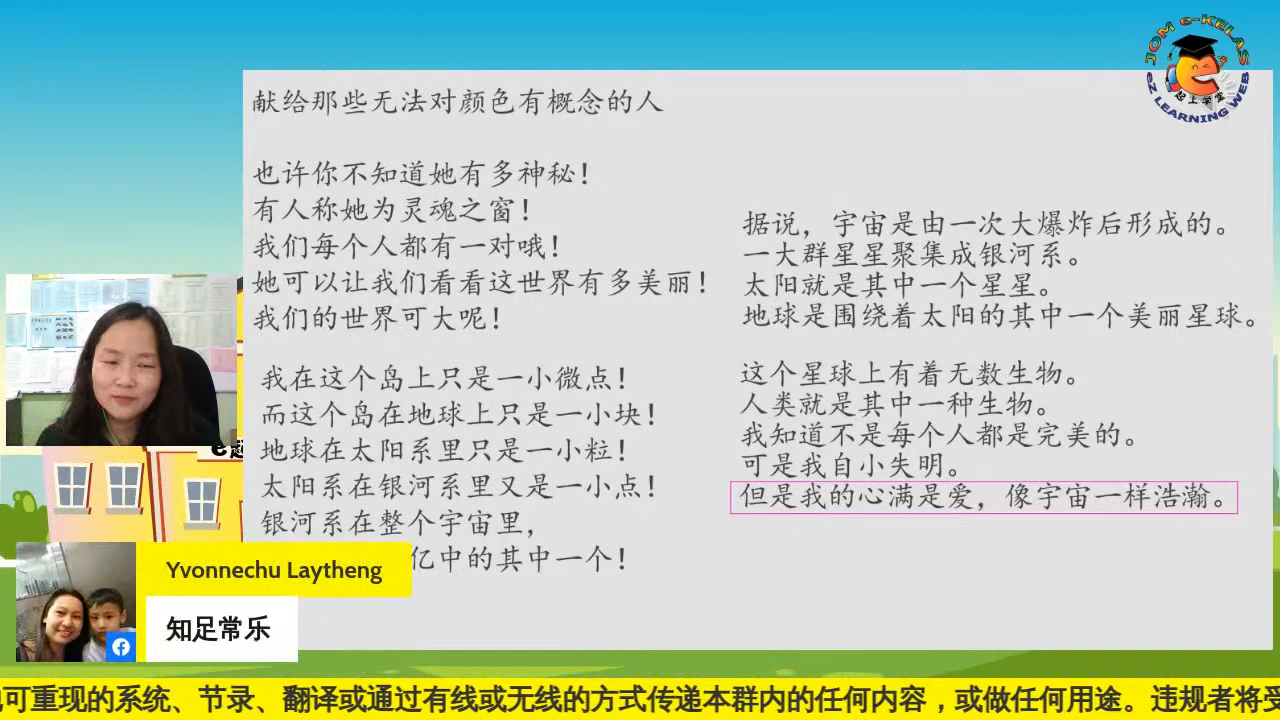 JOM e-KELAS
起上学堂
eZ LEARNING WEB
献给那些无法对颜色有概念的人
也许你不知道她有多神秘！
有人称她为灵魂之窗！
我们每个人都有一对哦！
她可以让我们看看这世界有多美丽！
我们的世界可大呢！
我在这个岛上只是一小微点！
而这个岛在地球上只是一小块！
地球在太阳系里只是一小粒！
太阳系在银河系里又是一小点！
银河系在整个宇宙里，
亿中的其中一个！
据说，宇宙是由一次大爆炸后形成的。
一大群星星聚集成银河系。
太阳就是其中一个星星。
地球是围绕着太阳的其中一个美丽星球。
这个星球上有着无数生物。
人类就是其中一种生物。
我知道不是每个人都是完美的。
可是我自小失明。
但是我的心满是爱，像宇宙一样浩瀚。
Yvonnechu Laytheng
知足常乐
可重现的系统、节录、翻译或通过有线或无线的方式传递本群内的任何内容，或做任何用途。违规者将受